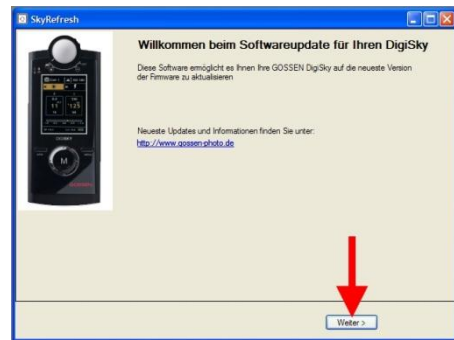 SkyRefresh
Willkommen beim Softwareupdate für Ihren DigiSky
Diese Software ermöglicht es Ihnen Ihre GOSSEN DigiSky auf die neueste Version
der Firmware zu aktualisieren
Neueste Updates und Informationen finden Sie unter:
http://www.gossen-photo.de
M
Weiter >